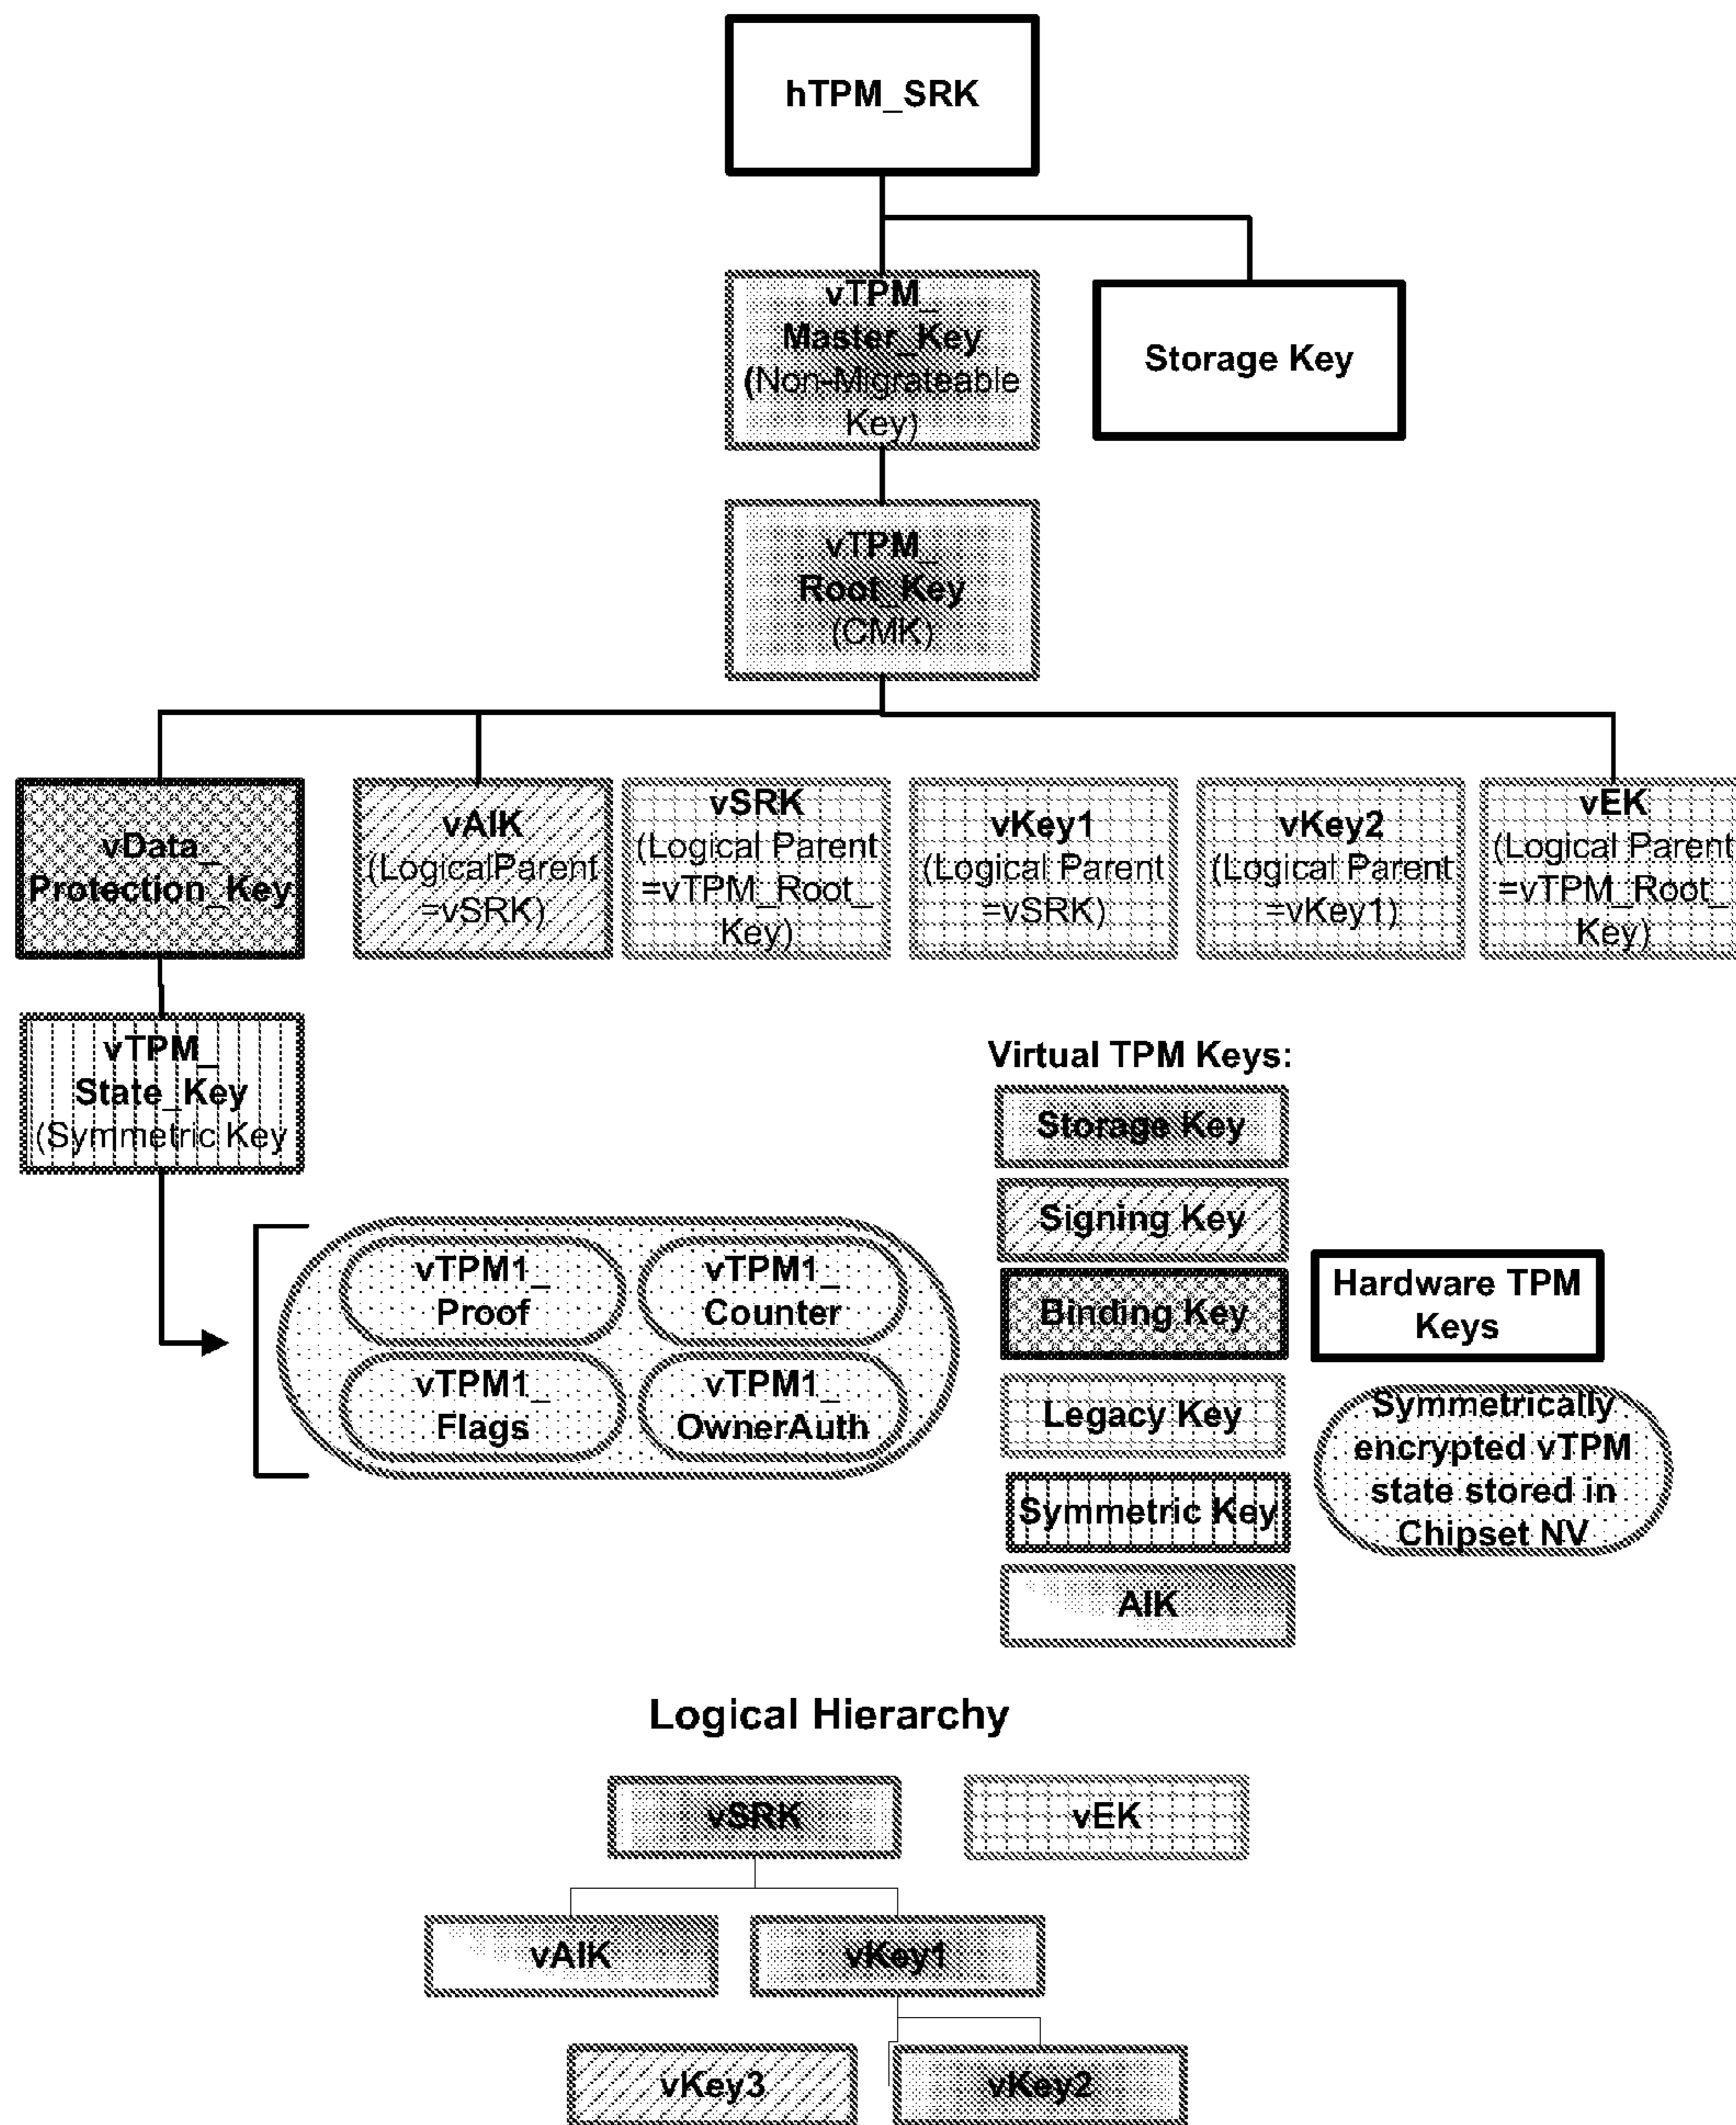 hTPM_SRK
vTPM_
Master_Key
(Non-Migrateable
Key)
Storage Key
vTPM_
Root_Key
(CMK)
vData_
Protection_Key
vAIK
(LogicalParent
=vSRK)
vSRK
(Logical Parent
=vTPM_Root_
Key)
vKey1
(Logical Parent
=vSRK)
vKey2
(Logical Parent
=vKey1)
vEK
(Logical Parent
=vTPM_Root_
Key)
vTPM_
State_Key
(Symmetric Key
vTPM1_
Proof
vTPM1_
Counter
vTPM1_
Flags
vTPM1_
OwnerAuth
Virtual TPM Keys:
Storage Key
Signing Key
Binding Key
Legacy Key
Symmetric Key
AIK
Hardware TPM
Keys
Symmetrically
encrypted vTPM
state stored in
Chipset NV
Logical Hierarchy
vSRK
vEK
vAIK
vKey1
vKey3
vKey2